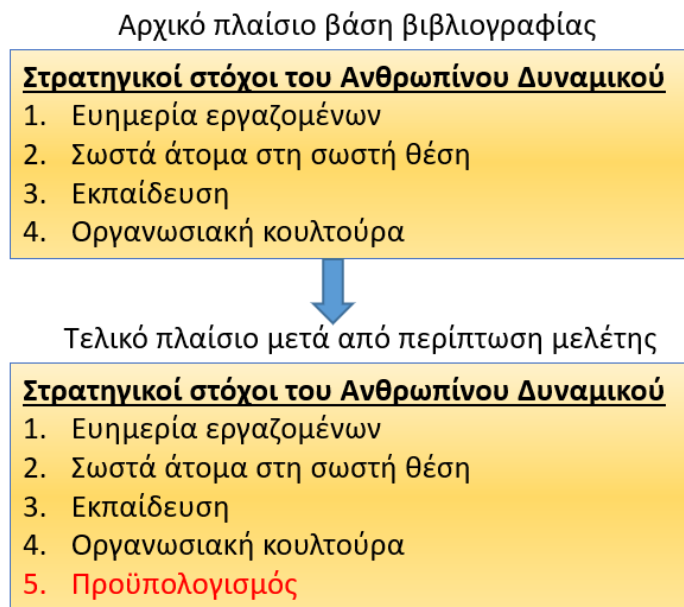 Αρχικό πλαίσιο βάση βιβλιογραφίας
Στρατηγικοί στόχοι του Ανθρωπίνου Δυναμικού
1. Ευημερία εργαζομένων
2. Σωστά άτομα στη σωστή θέση
3. Εκπαίδευση
4. Οργανωσιακή κουλτούρα
Τελικό πλαίσιο μετά από περίπτωση μελέτης
Στρατηγικοί στόχοι του Ανθρωπίνου Δυναμικού
1. Ευημερία εργαζομένων
2. Σωστά άτομα στη σωστή θέση
3. Εκπαίδευση
4. Οργανωσιακή κουλτούρα
5. Προϋπολογισμός